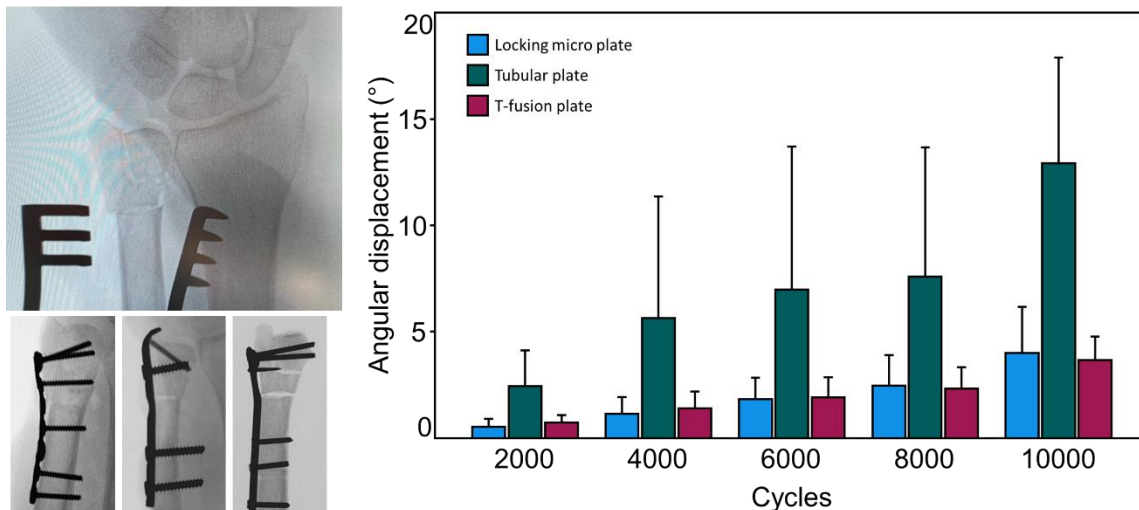 20
15
10
5
0
Angular displacement (°)
Locking micro plate
Tubular plate
T-fusion plate
2000 4000 6000 8000 10000
Cycles